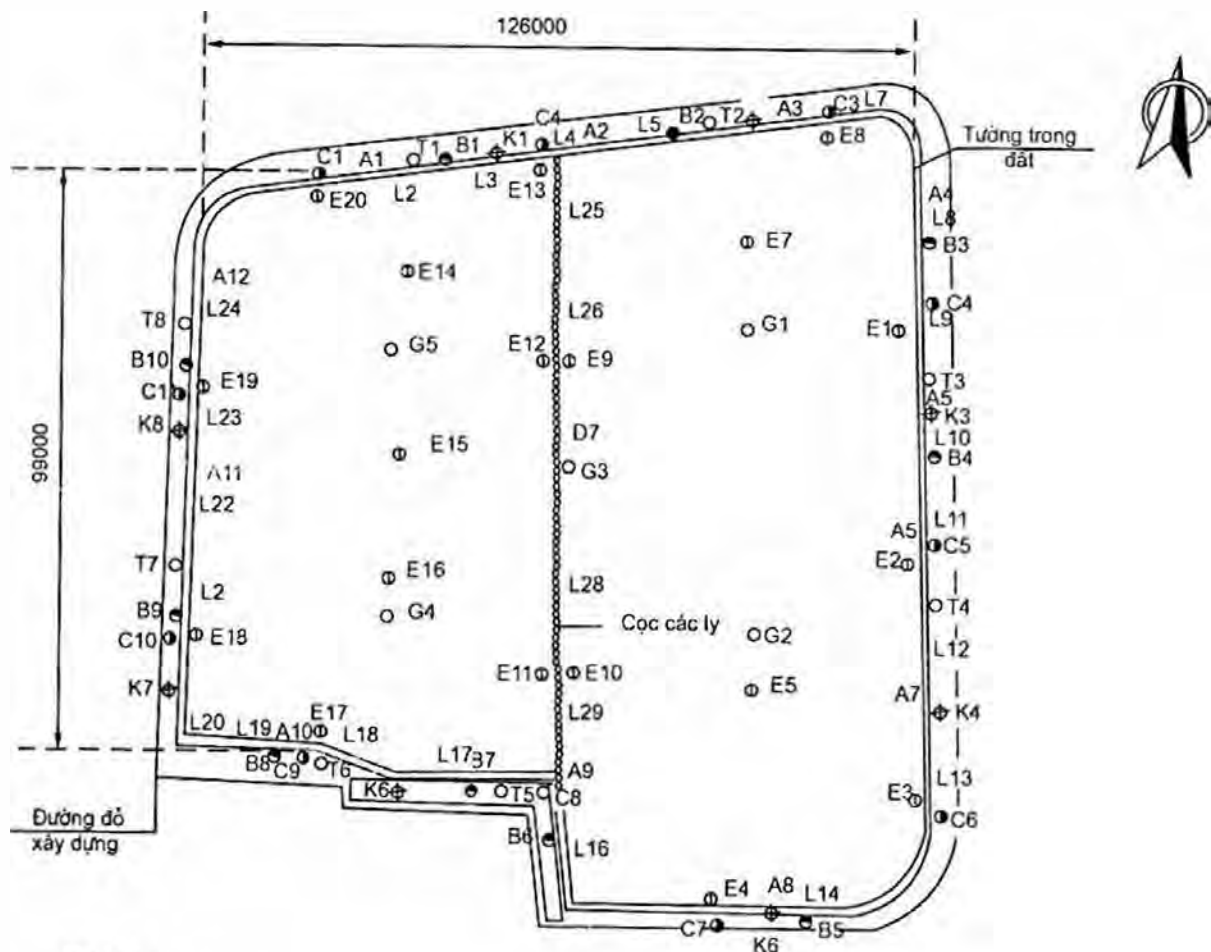 126000
C4
C1 A1 T1 B1 K1 L4 A2 L5 B2 T2 A3 C3 L7
Tường trong
đất
E20 L2 L3 E13 E8
L25
A4
L8
B3
E7
E14
A12
L24
T8
L26
C4
L9
E1
G1
G5
E12 E9
B10
C1
E19
L23
K8
T3
A5
K3
L10
B4
99000
E15
D7
G3
A11
L22
A5
L11
C5
E2
T7
E16
L28
L2
G4
T4
B9
C10
E18
Cọc các ly
G2
L12
E11 E10
E5
K7
A7
K4
L29
L20 L19 A10 E17 L18
B8 C9 T6
L17 B7
A9
K6 T5 C8
L13
E3
C6
Đường đỏ
xây dựng
B6
L16
E4 A8 L14
C7 K6 B5